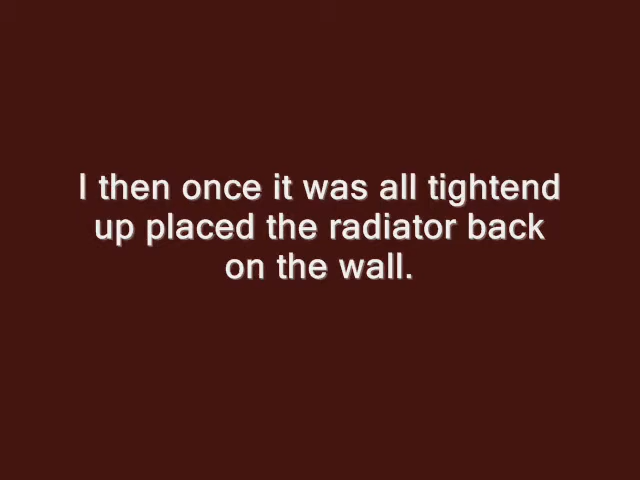 I then once it was all tightend
up placed the radiator back
on the wall.